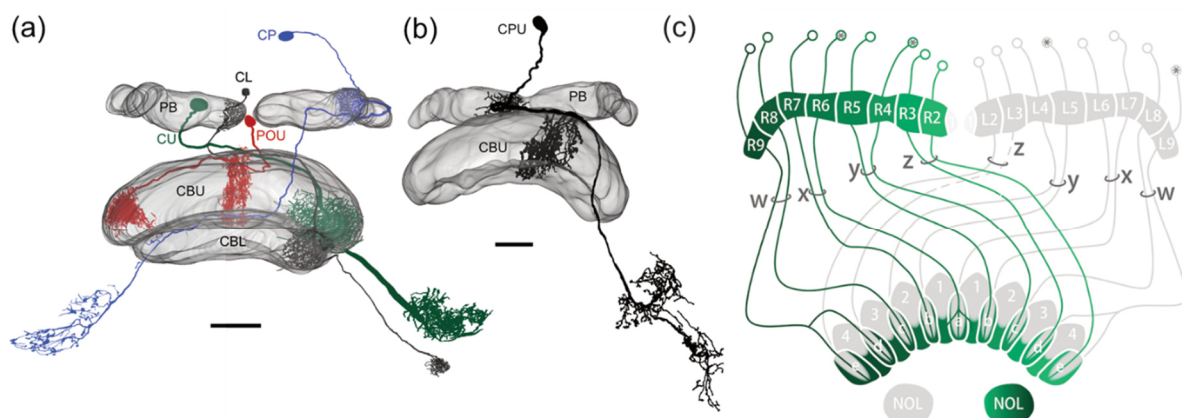 (a)
CP
CL
PB
CU
POU
CBU
CBL
(b)
CPU
PB
CBU
(c)
R9 R8 R7 R6 R5 R4 R3 R2 L2 L3 L4 L5 L6 L7 L8 L9
w x y z z y x w
4 3 2 1 1 2 3 4
e d c b a b c d e
NOL NOL